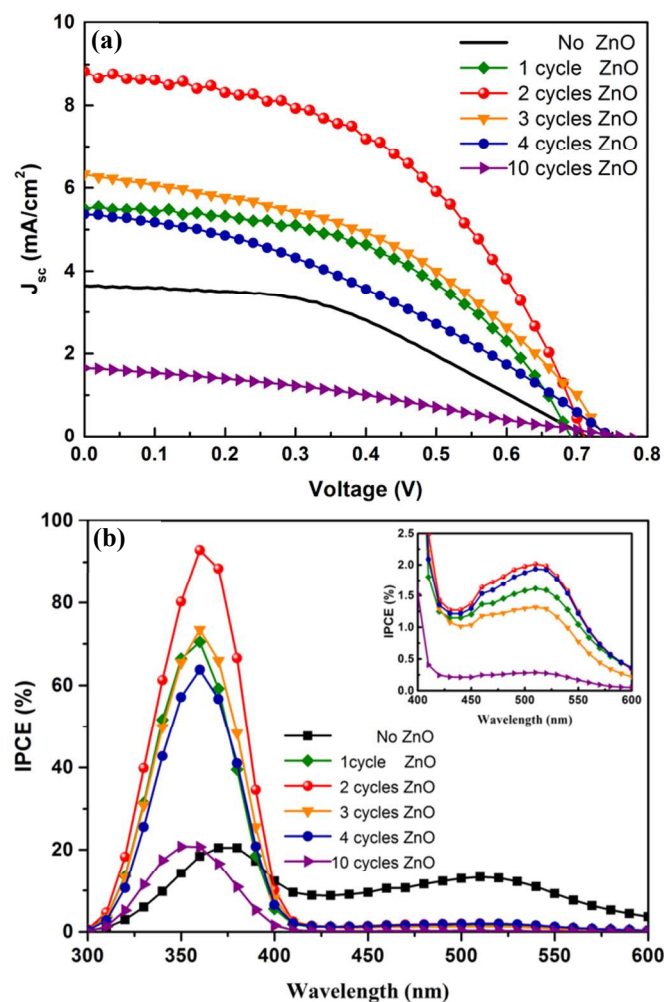 (a)
10
8
6
4
2
0
J_sc (mA/cm²)
No ZnO
1 cycle ZnO
2 cycles ZnO
3 cycles ZnO
4 cycles ZnO
10 cycles ZnO
0.0 0.1 0.2 0.3 0.4 0.5 0.6 0.7 0.8
Voltage (V)
(b)
100
80
60
40
20
0
IPCE (%)
2.5
2.0
1.5
1.0
0.5
0.0
IPCE (%)
400 450 500 550 600
Wavelength (nm)
No ZnO
1cycle ZnO
2 cycles ZnO
3 cycles ZnO
4 cycles ZnO
10 cycles ZnO
300 350 400 450 500 550 600
Wavelength (nm)